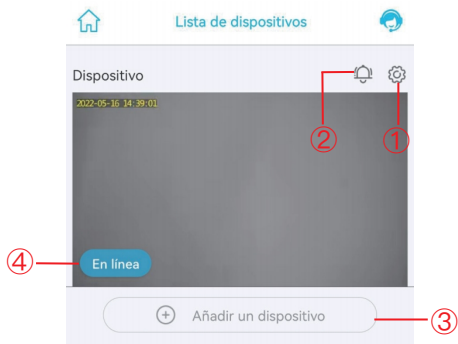 Lista de dispositivos
Dispositivo
2022-05-16 14:39:01
② ①
④ En línea
Añadir un dispositivo ③